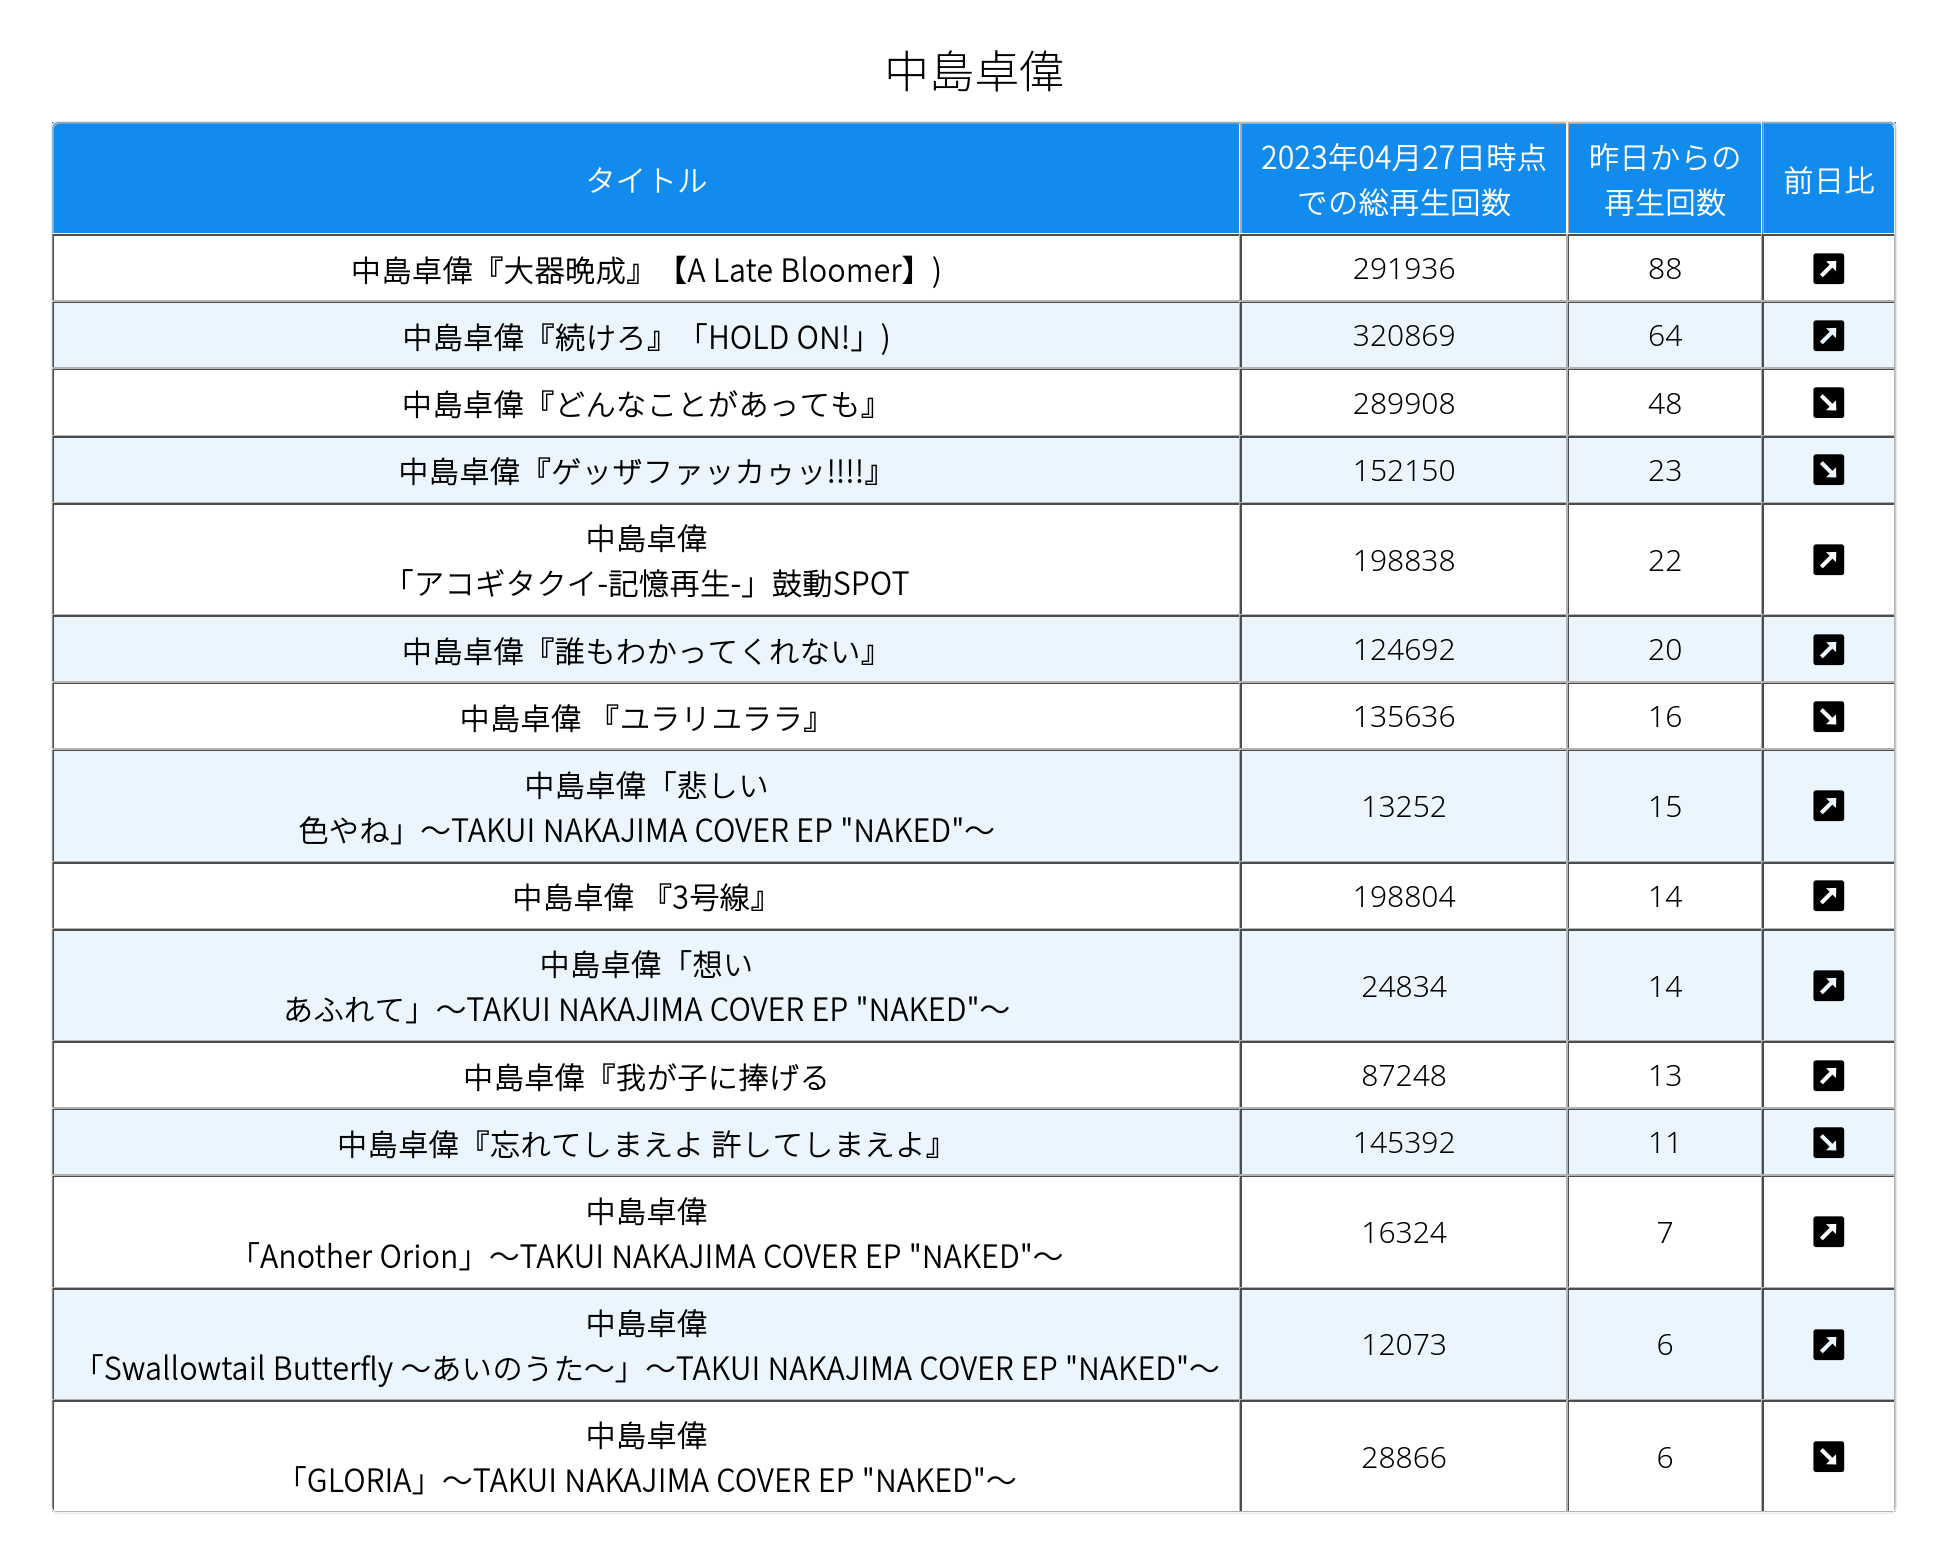 中島卓偉
タイトル
2023年04月27日時点
での総再生回数
昨日からの
再生回数
前日比
中島卓偉『大器晩成』【A Late Bloomer】)
291936
88
中島卓偉『続けろ』「HOLD ON!」)
320869
64
中島卓偉『どんなことがあっても』
289908
48
中島卓偉『ゲッザファッカゥッ!!!!』
152150
23
中島卓偉
「アコギタクイ-記憶再生-」鼓動SPOT
198838
22
中島卓偉『誰もわかってくれない』
124692
20
中島卓偉 『ユラリユララ』
135636
16
中島卓偉「悲しい
色やね」～TAKUI NAKAJIMA COVER EP "NAKED"～
13252
15
中島卓偉 『3号線』
198804
14
中島卓偉「想い
あふれて」～TAKUI NAKAJIMA COVER EP "NAKED"～
24834
14
中島卓偉『我が子に捧げる
87248
13
中島卓偉『忘れてしまえよ 許してしまえよ』
145392
11
中島卓偉
「Another Orion」～TAKUI NAKAJIMA COVER EP "NAKED"～
16324
7
中島卓偉
「Swallowtail Butterfly ～あいのうた～」～TAKUI NAKAJIMA COVER EP "NAKED"～
12073
6
中島卓偉
「GLORIA」～TAKUI NAKAJIMA COVER EP "NAKED"～
28866
6